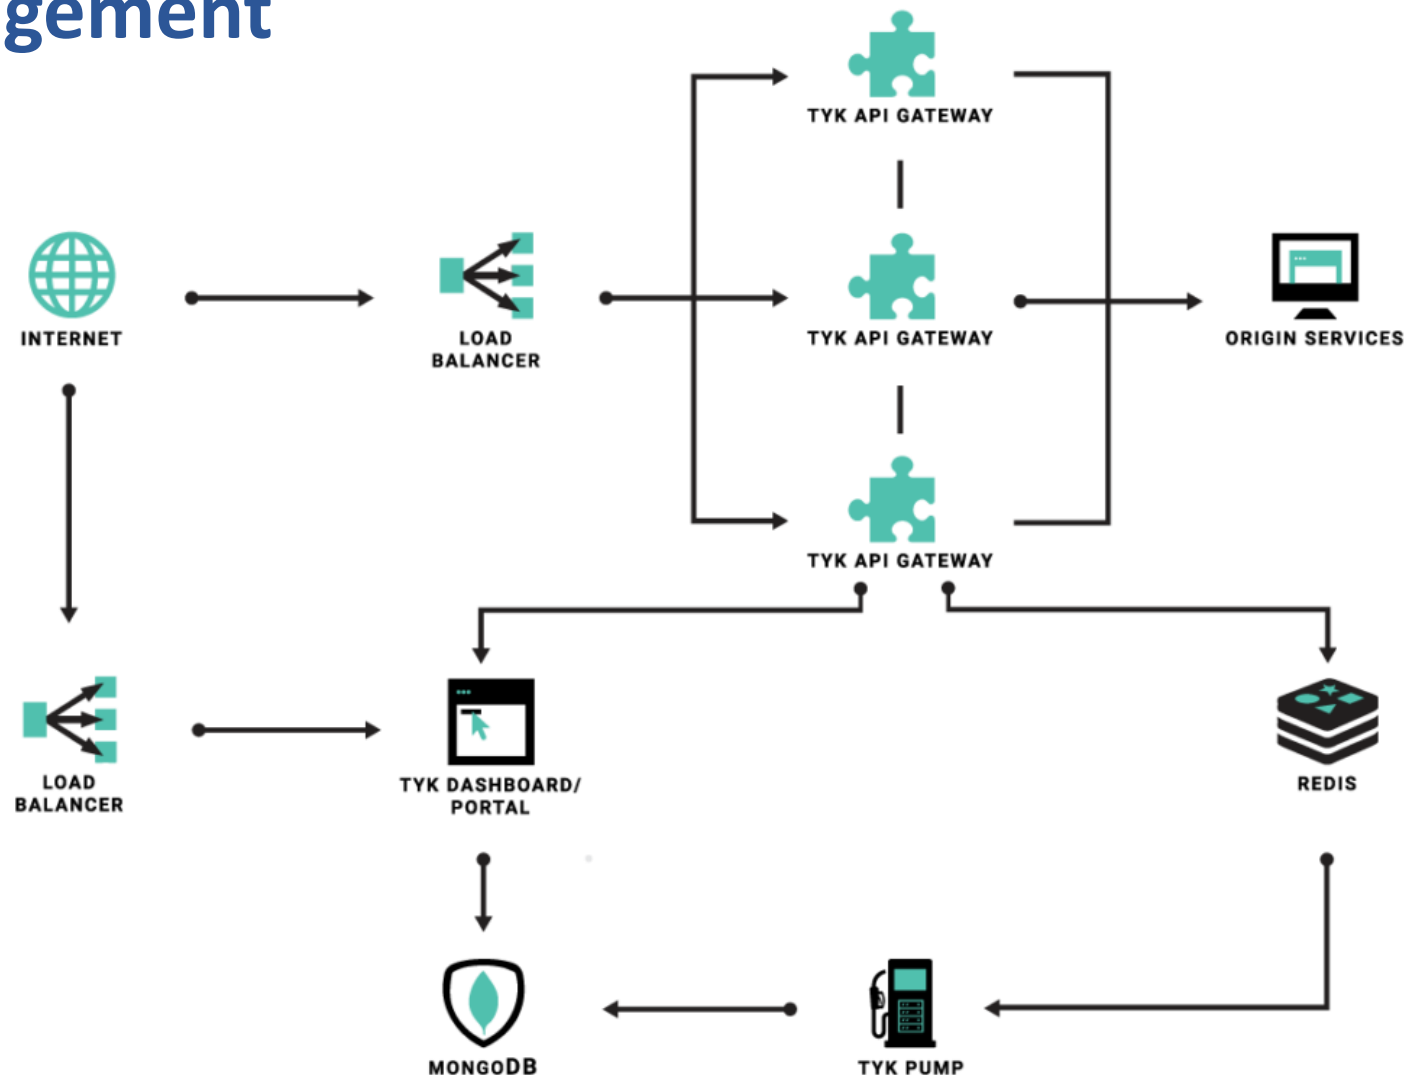 gement
TYK API GATEWAY
INTERNET
LOAD
BALANCER
TYK API GATEWAY
ORIGIN SERVICES
TYK API GATEWAY
LOAD
BALANCER
TYK DASHBOARD/
PORTAL
REDIS
MONGODB
TYK PUMP